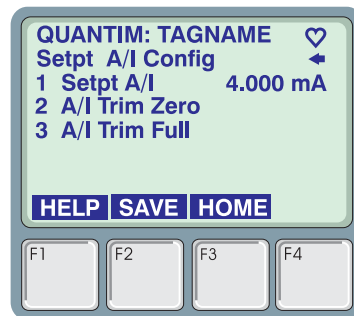 QUANTIM: TAGNAME
Setpt A/I Config
1 Setpt A/I 4.000 mA
2 A/I Trim Zero
3 A/I Trim Full
HELP SAVE HOME
F1 F2 F3 F4